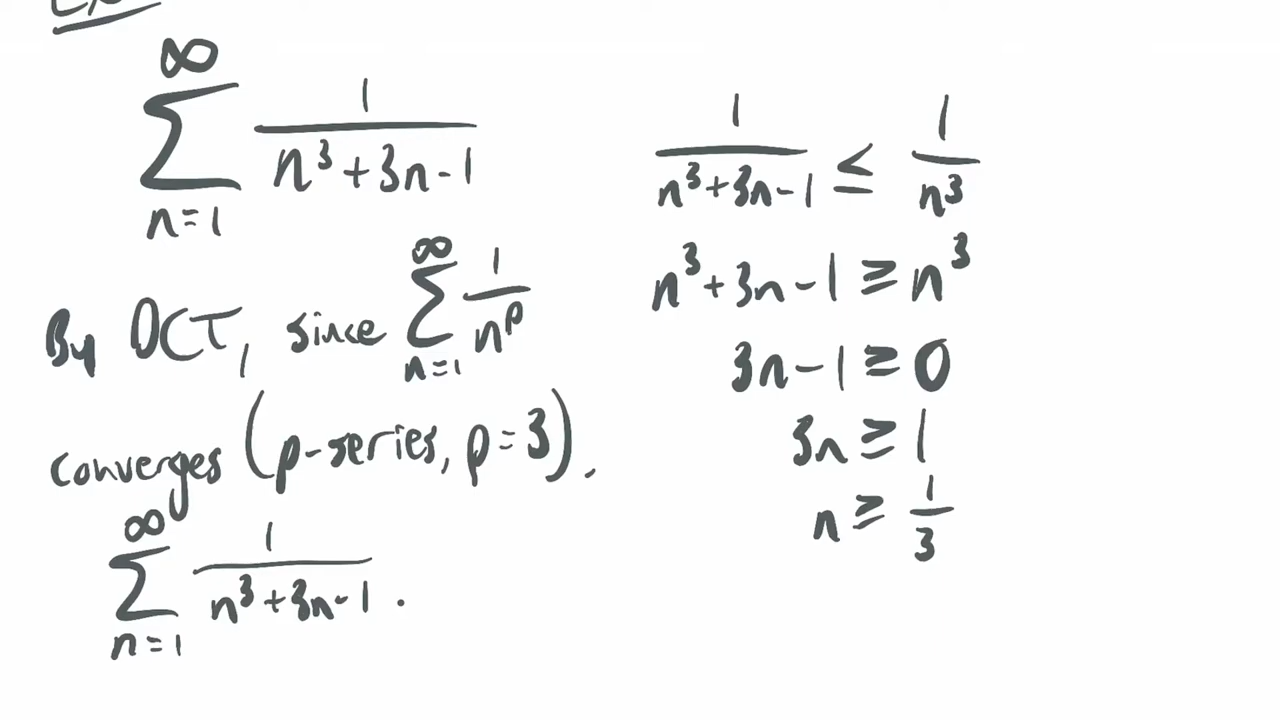 ∞
∑ 1/(n³+3n-1)
n=1
By DCT, since ∑_{n=1}^{∞} 1/n^p
converges (p-series, p=3).
∞
∑ 1/(n³+3n-1) .
n=1
1/(n³+3n-1) ≤ 1/n³
n³+3n-1 ≥ n³
3n-1 ≥ 0
3n ≥ 1
n ≥ 1/3